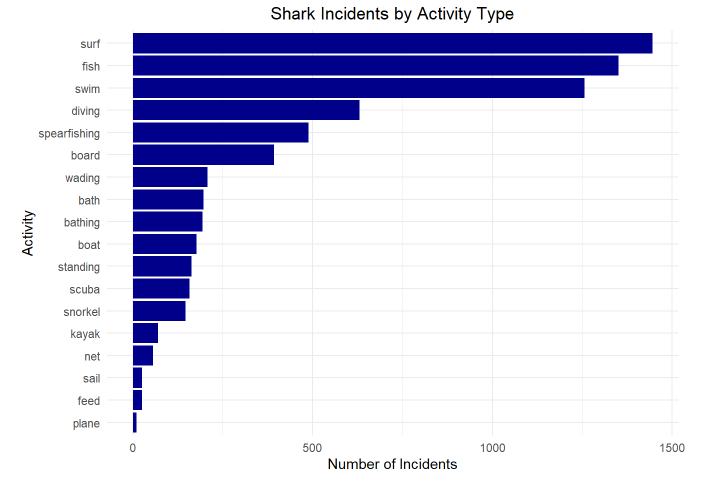 Shark Incidents by Activity Type
surf
fish
swim
diving
spearfishing
board
wading
bath
bathing
boat
standing
scuba
snorkel
kayak
net
sail
feed
plane
Activity
0 500 1000 1500
Number of Incidents